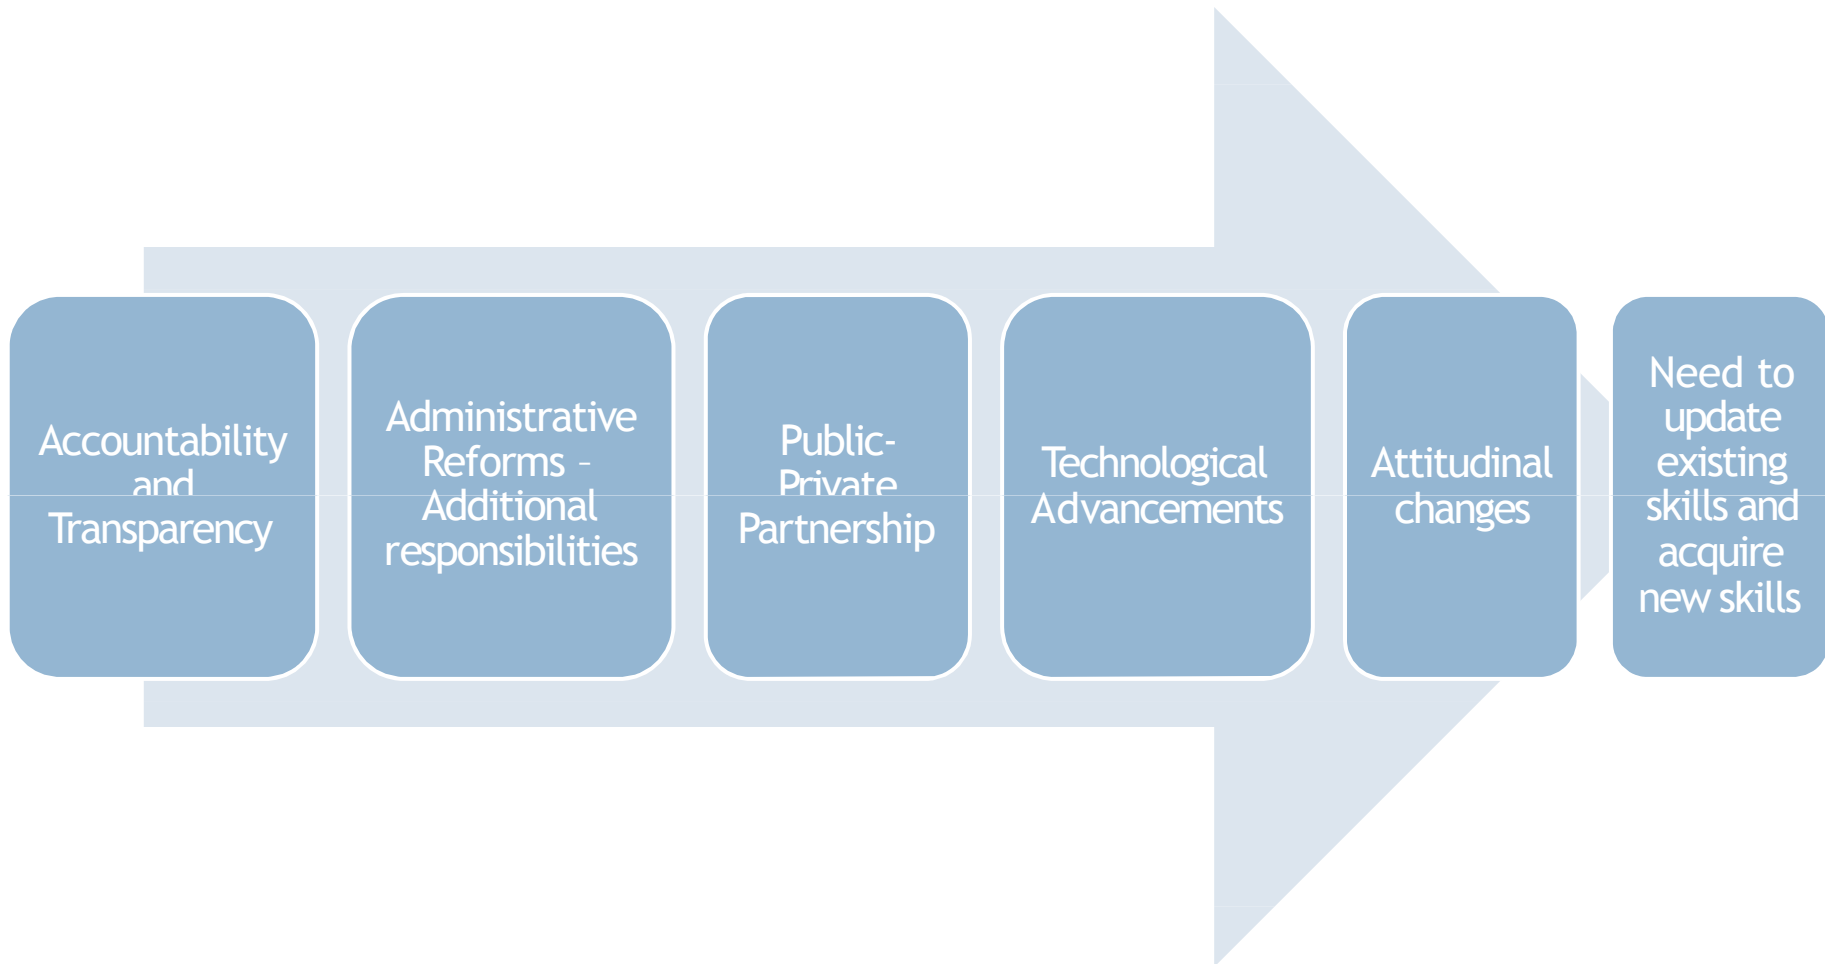 Accountability
and
Transparency
Administrative
Reforms –
Additional
responsibilities
Public-
Private
Partnership
Technological
Advancements
Attitudinal
changes
Need to
update
existing
skills and
acquire
new skills